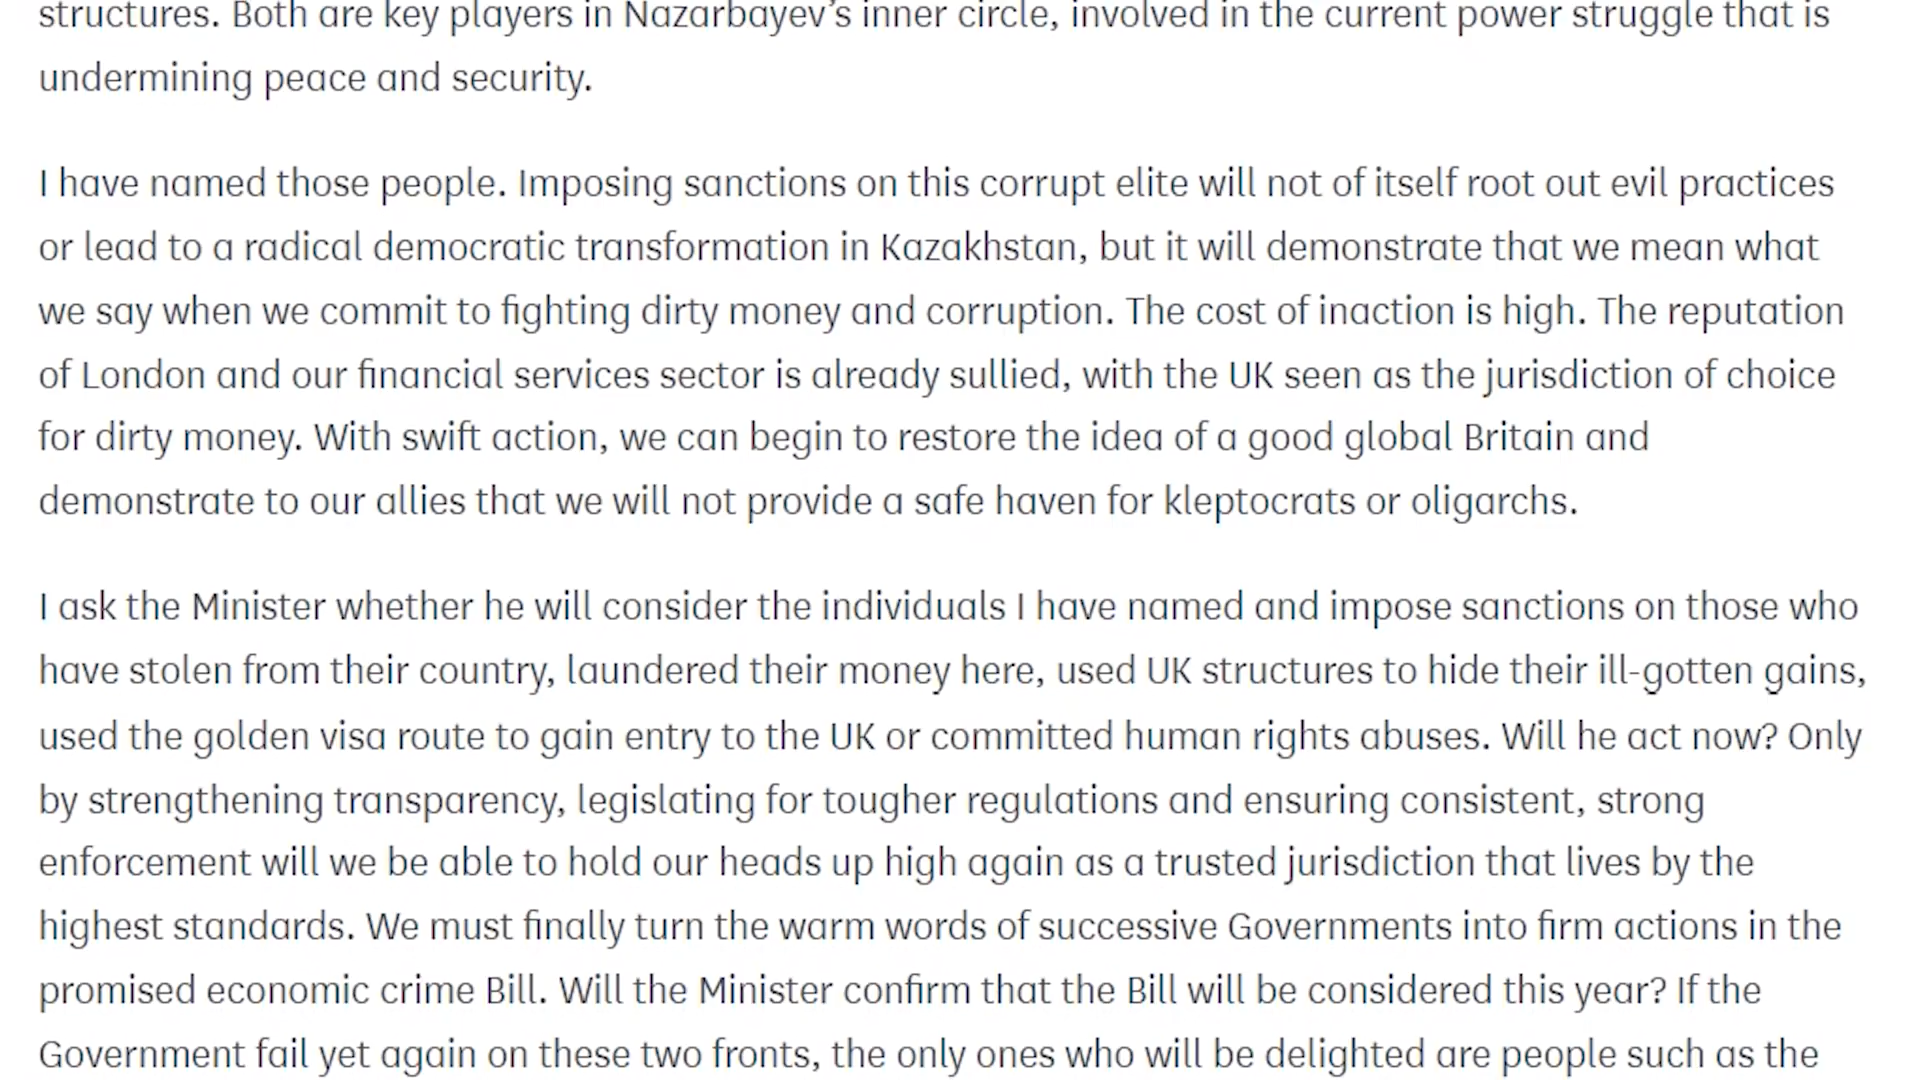 structures. Both are key players in Nazarbayev's inner circle, involved in the current power struggle that is
undermining peace and security.
I have named those people. Imposing sanctions on this corrupt elite will not of itself root out evil practices
or lead to a radical democratic transformation in Kazakhstan, but it will demonstrate that we mean what
we say when we commit to fighting dirty money and corruption. The cost of inaction is high. The reputation
of London and our financial services sector is already sullied, with the UK seen as the jurisdiction of choice
for dirty money. With swift action, we can begin to restore the idea of a good global Britain and
demonstrate to our allies that we will not provide a safe haven for kleptocrats or oligarchs.
I ask the Minister whether he will consider the individuals I have named and impose sanctions on those who
have stolen from their country, laundered their money here, used UK structures to hide their ill-gotten gains,
used the golden visa route to gain entry to the UK or committed human rights abuses. Will he act now? Only
by strengthening transparency, legislating for tougher regulations and ensuring consistent, strong
enforcement will we be able to hold our heads up high again as a trusted jurisdiction that lives by the
highest standards. We must finally turn the warm words of successive Governments into firm actions in the
promised economic crime Bill. Will the Minister confirm that the Bill will be considered this year? If the
Government fail yet again on these two fronts, the only ones who will be delighted are people such as the